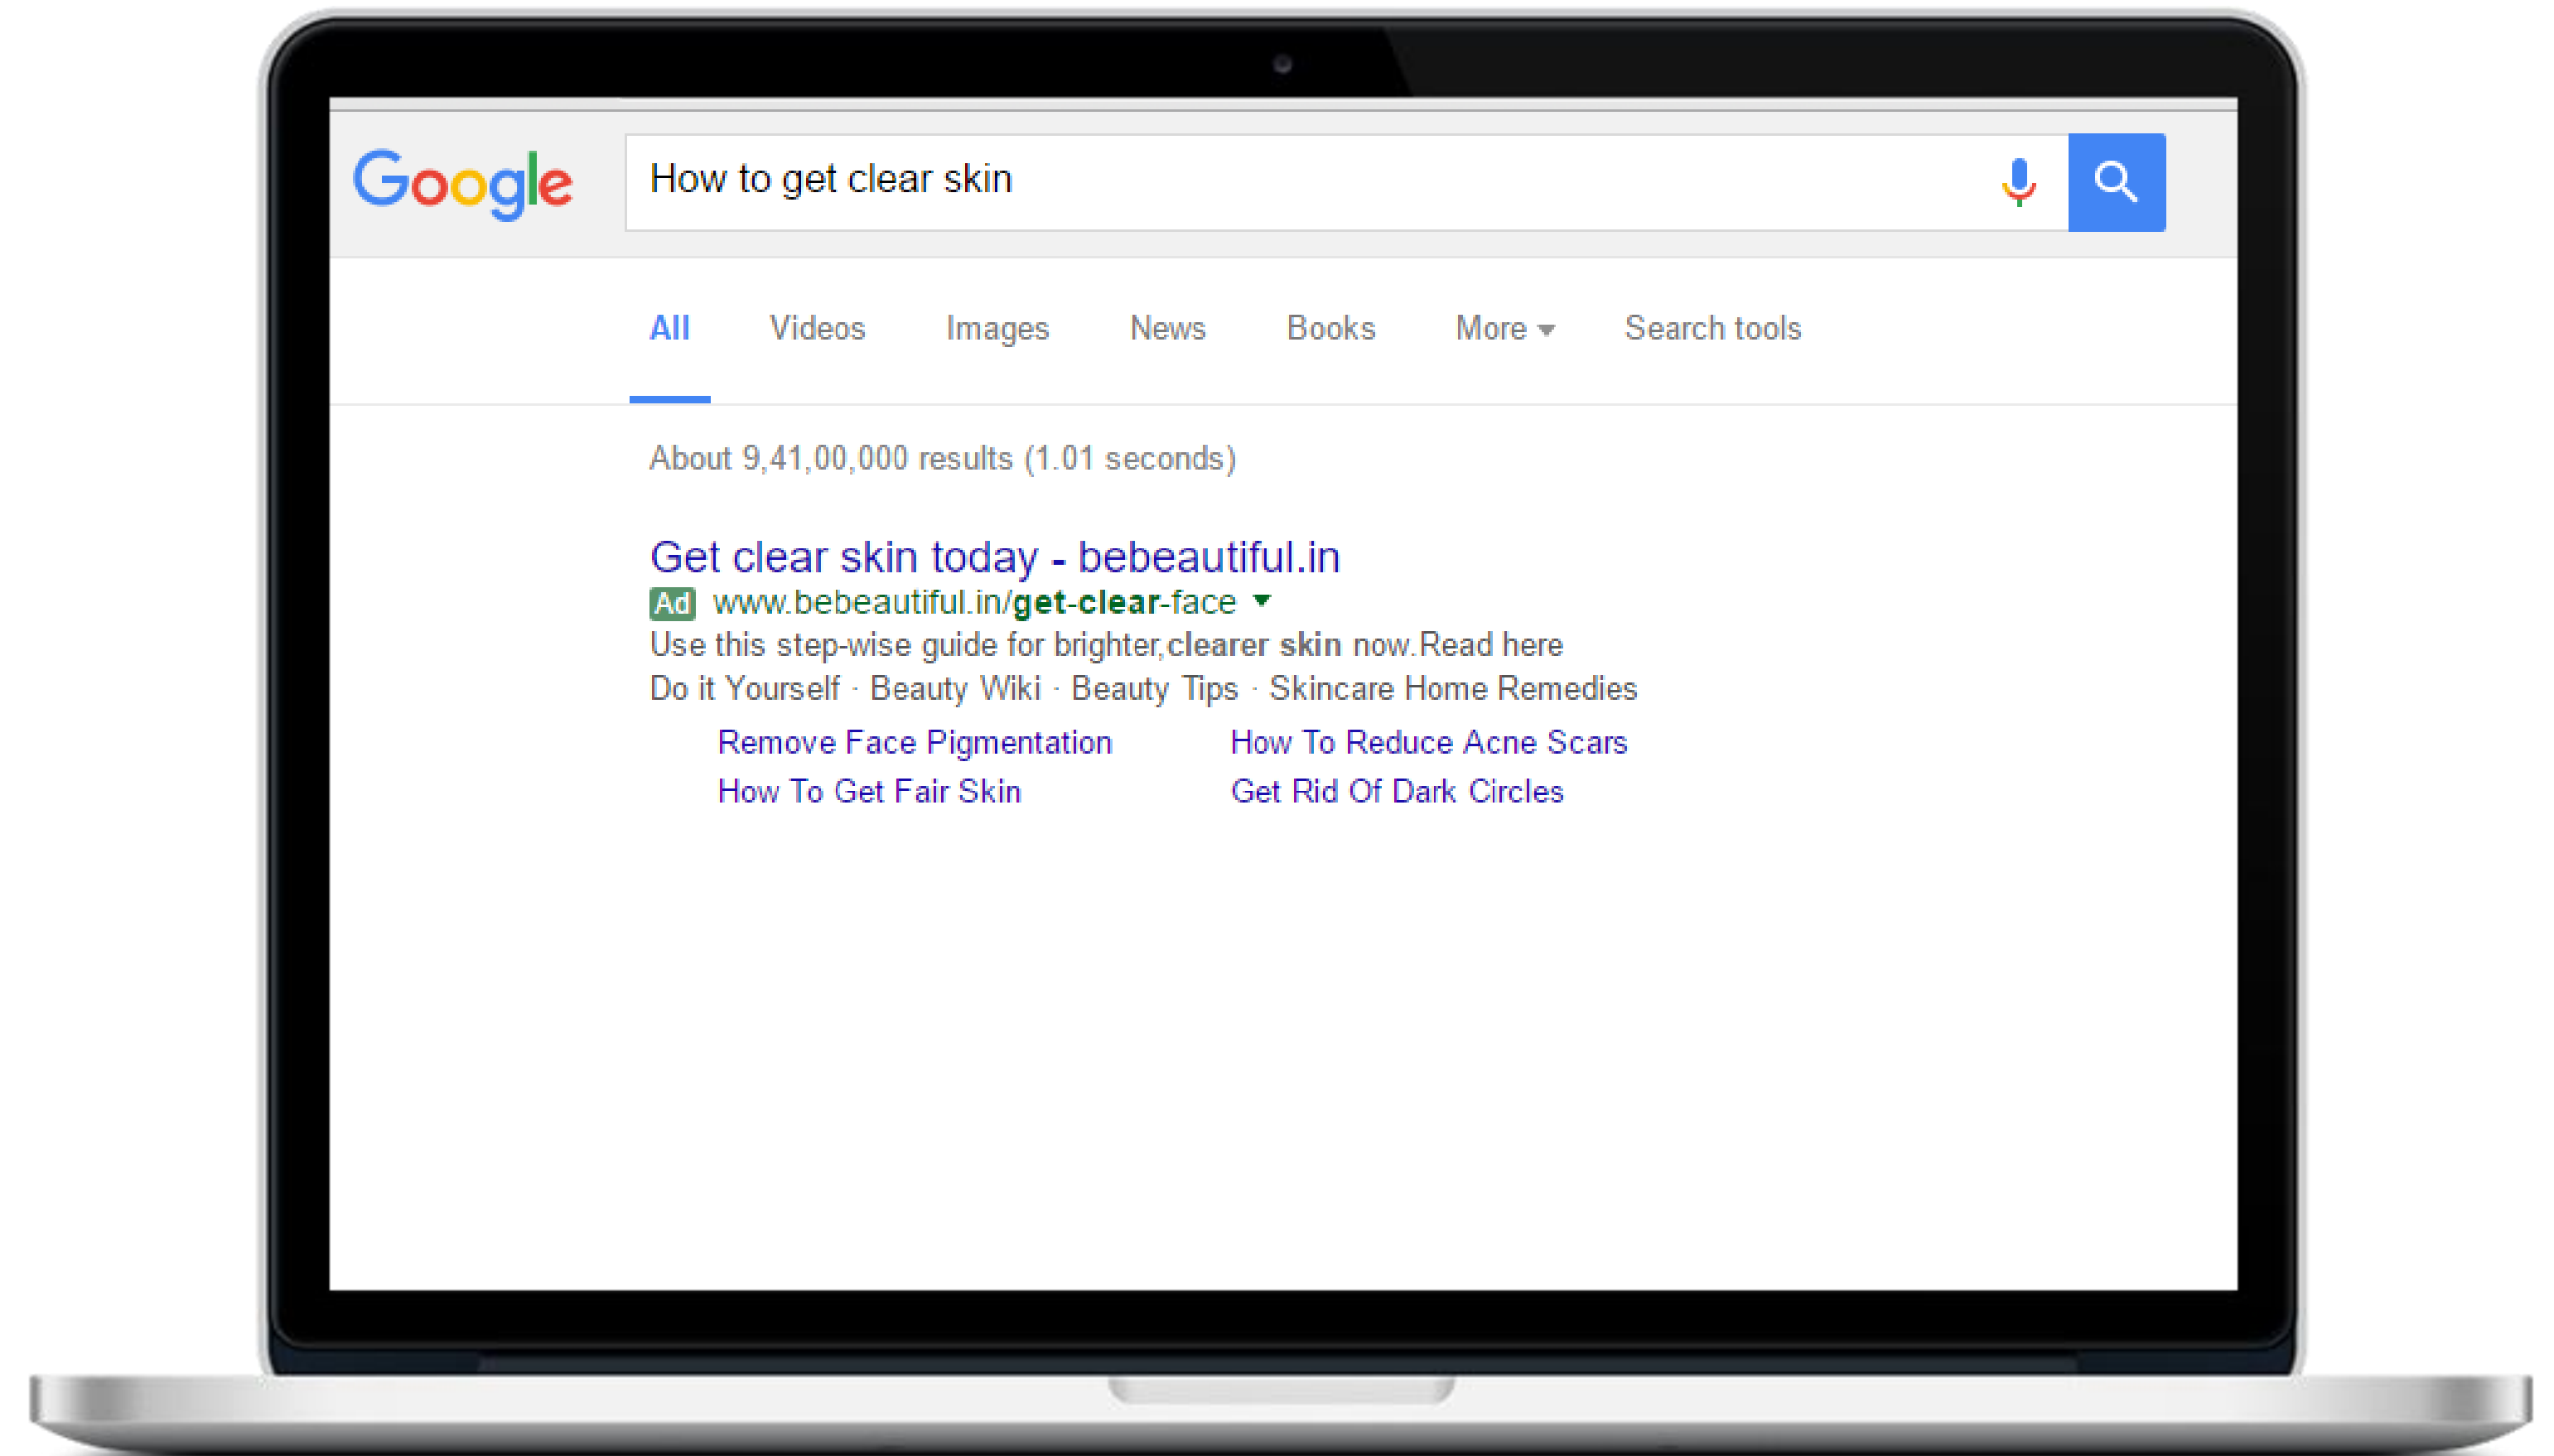 Google How to get clear skin
All Videos Images News Books More Search tools
About 9,41,00,000 results (1.01 seconds)
Get clear skin today - bebeautiful.in
Ad www.bebeautiful.in/get-clear-face
Use this step-wise guide for brighter,clearer skin now.Read here
Do it Yourself · Beauty Wiki · Beauty Tips · Skincare Home Remedies
Remove Face Pigmentation How To Reduce Acne Scars
How To Get Fair Skin Get Rid Of Dark Circles